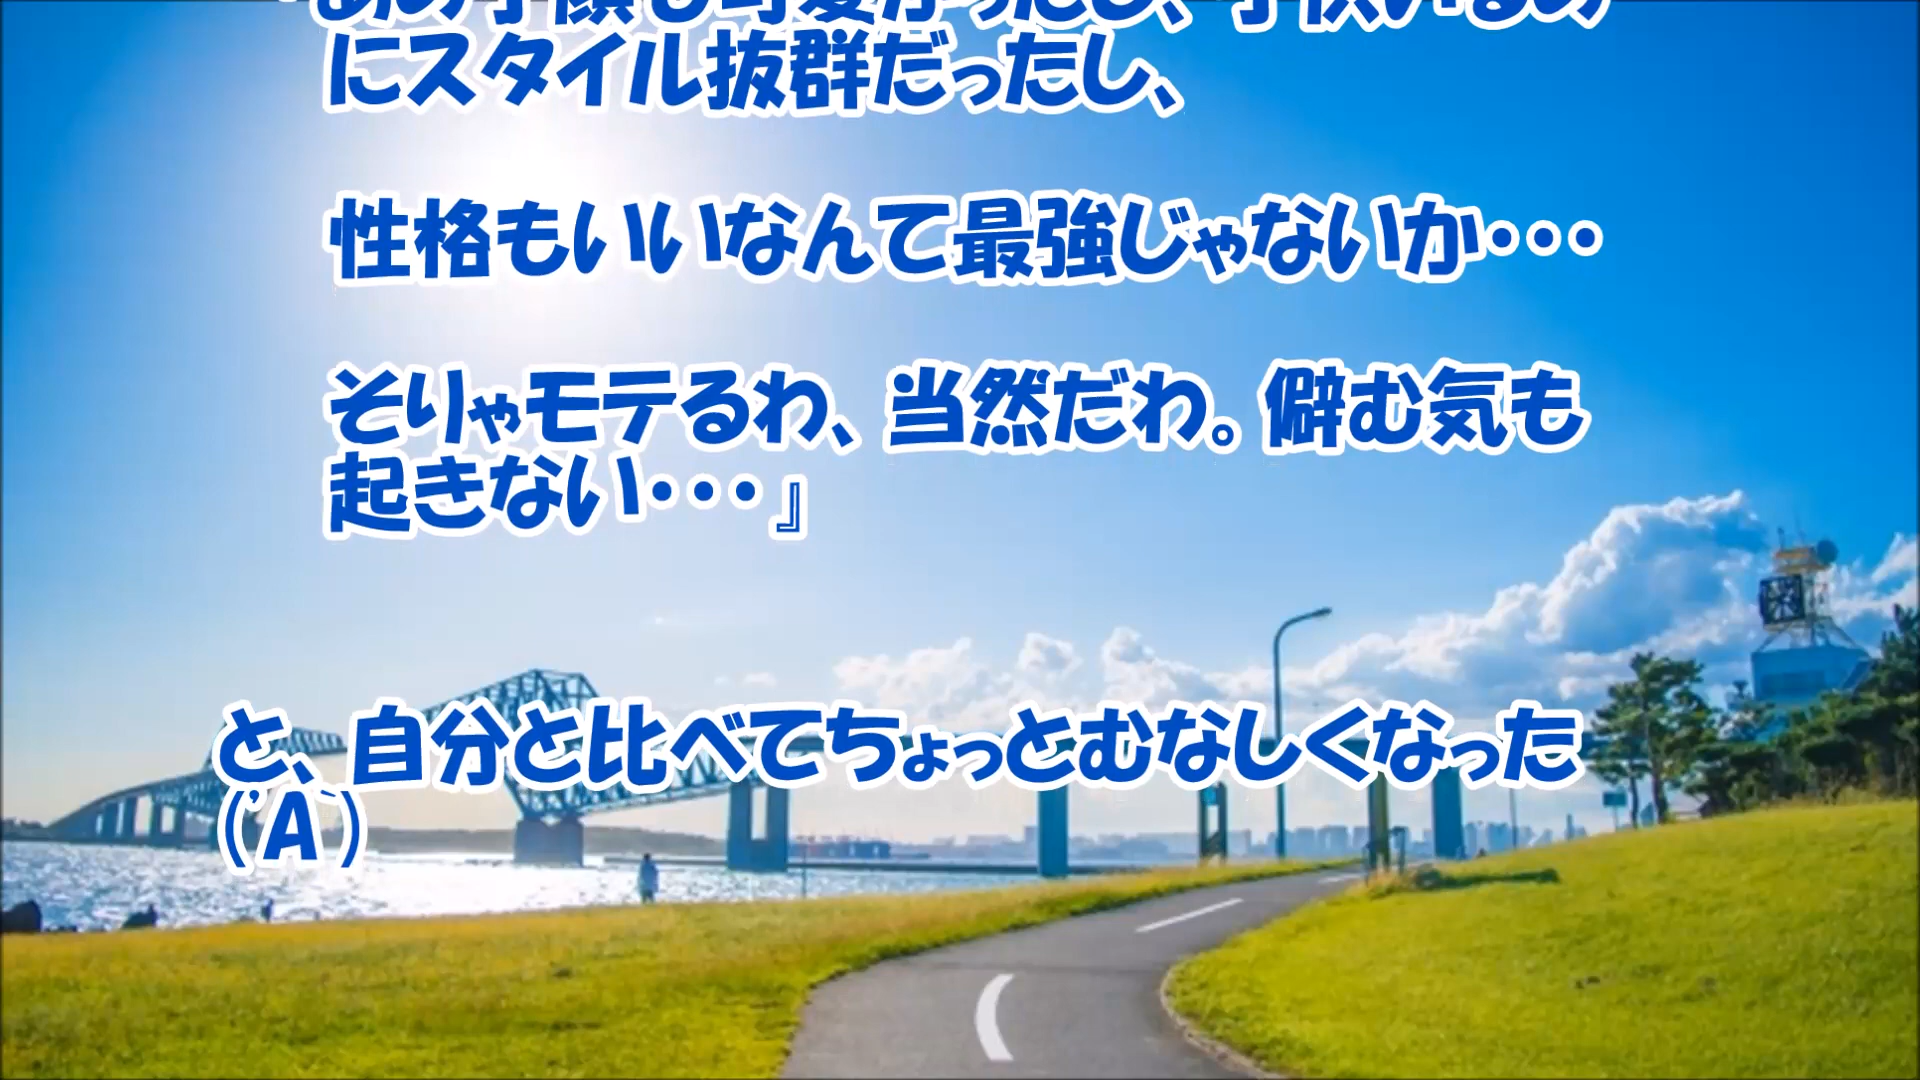 にスタイル抜群だったし、
性格もいいなんて最強じゃないか・・・
そりゃモテるわ、当然だわ。僻む気も
起きない・・・』
と、自分と比べてちょっとむなしくなった
('A`)